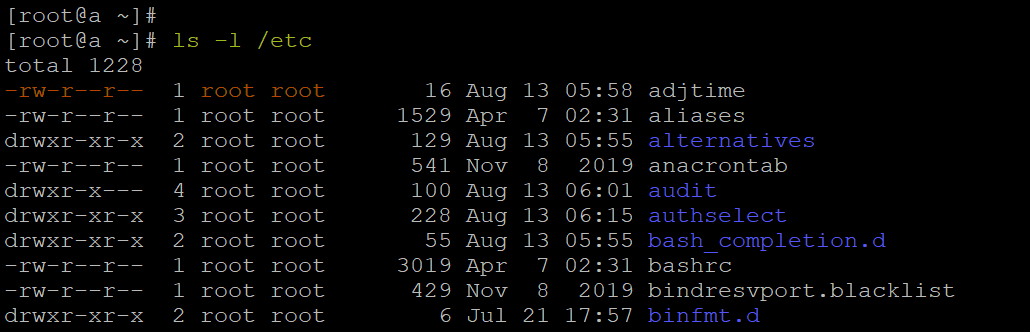 [root@a ~]#
[root@a ~]# ls -l /etc
total 1228
-rw-r--r--  1 root root      16 Aug 13 05:58 adjtime
-rw-r--r--  1 root root    1529 Apr  7 02:31 aliases
drwxr-xr-x  2 root root     129 Aug 13 05:55 alternatives
-rw-r--r--  1 root root     541 Nov  8  2019 anacrontab
drwxr-x---  4 root root     100 Aug 13 06:01 audit
drwxr-xr-x  3 root root     228 Aug 13 06:15 authselect
drwxr-xr-x  2 root root      55 Aug 13 05:55 bash_completion.d
-rw-r--r--  1 root root    3019 Apr  7 02:31 bashrc
-rw-r--r--  1 root root     429 Nov  8  2019 bindresvport.blacklist
drwxr-xr-x  2 root root       6 Jul 21 17:57 binfmt.d